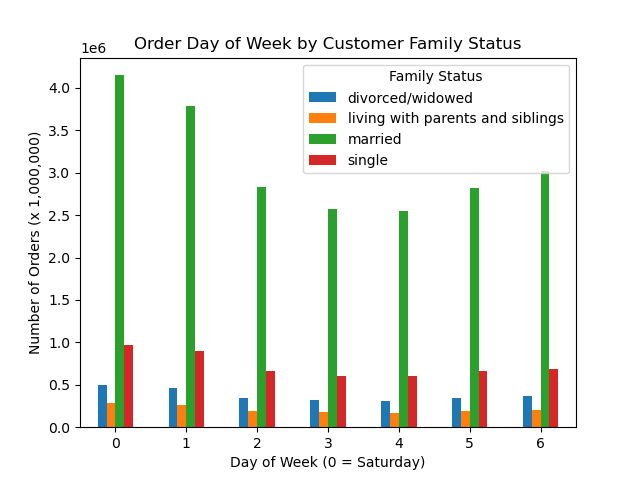 Order Day of Week by Customer Family Status
1e6
Family Status
divorced/widowed
living with parents and siblings
married
single
Number of Orders (x 1,000,000)
4.0
3.5
3.0
2.5
2.0
1.5
1.0
0.5
0.0
0 1 2 3 4 5 6
Day of Week (0 = Saturday)